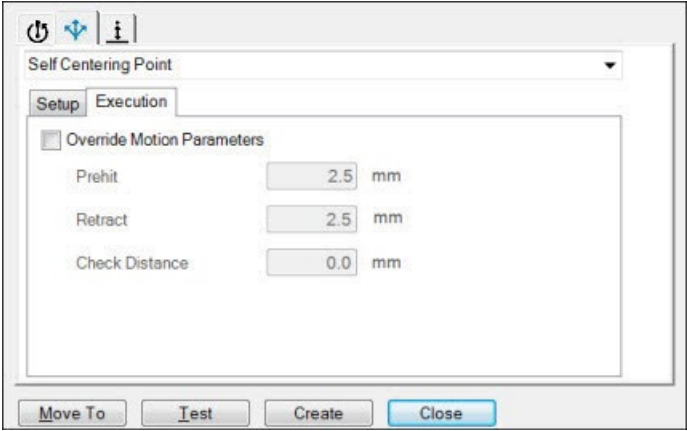 Self Centering Point
Setup Execution
Override Motion Parameters
Prehit 2.5 mm
Retract 2.5 mm
Check Distance 0.0 mm
Move To Test Create Close